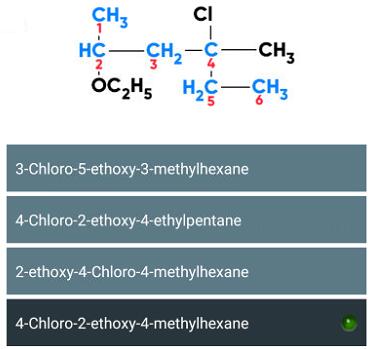 CH₃ Cl
1
HC — CH₂ — C — CH₃
2 3 4
OC₂H₅ H₂C — CH₃
5 6
3-Chloro-5-ethoxy-3-methylhexane
4-Chloro-2-ethoxy-4-ethylpentane
2-ethoxy-4-Chloro-4-methylhexane
4-Chloro-2-ethoxy-4-methylhexane